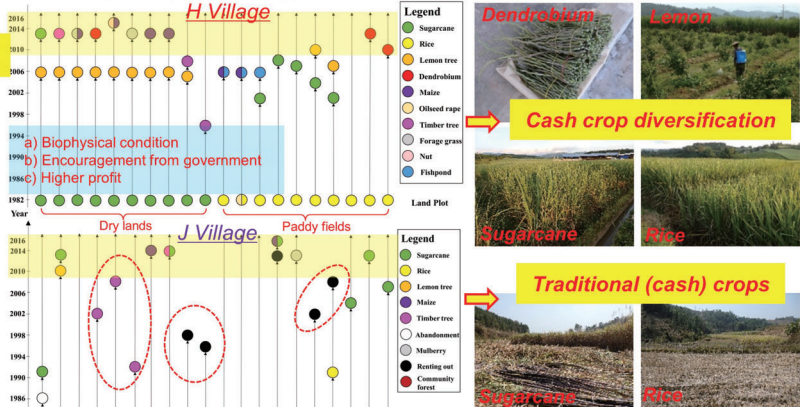 H Village
2016
2014
2010
2006
2002
1998
1994
1990
1986
1982
Year
a) Biophysical condition
b) Encouragement from government
c) Higher profit
Legend
Sugarcane
Rice
Lemon tree
Dendrobium
Maize
Oilseed rape
Timber tree
Forage grass
Nut
Fishpond
Land Plot
Dry lands
Paddy fields
Dendrobium
Lemon
Cash crop diversification
Sugarcane
Rice
J Village
2016
2014
2010
2006
2002
1998
1994
1990
1986
Legend
Sugarcane
Rice
Lemon tree
Maize
Timber tree
Abandonment
Mulberry
Renting out
Community
forest
Traditional (cash) crops
Sugarcane
Rice